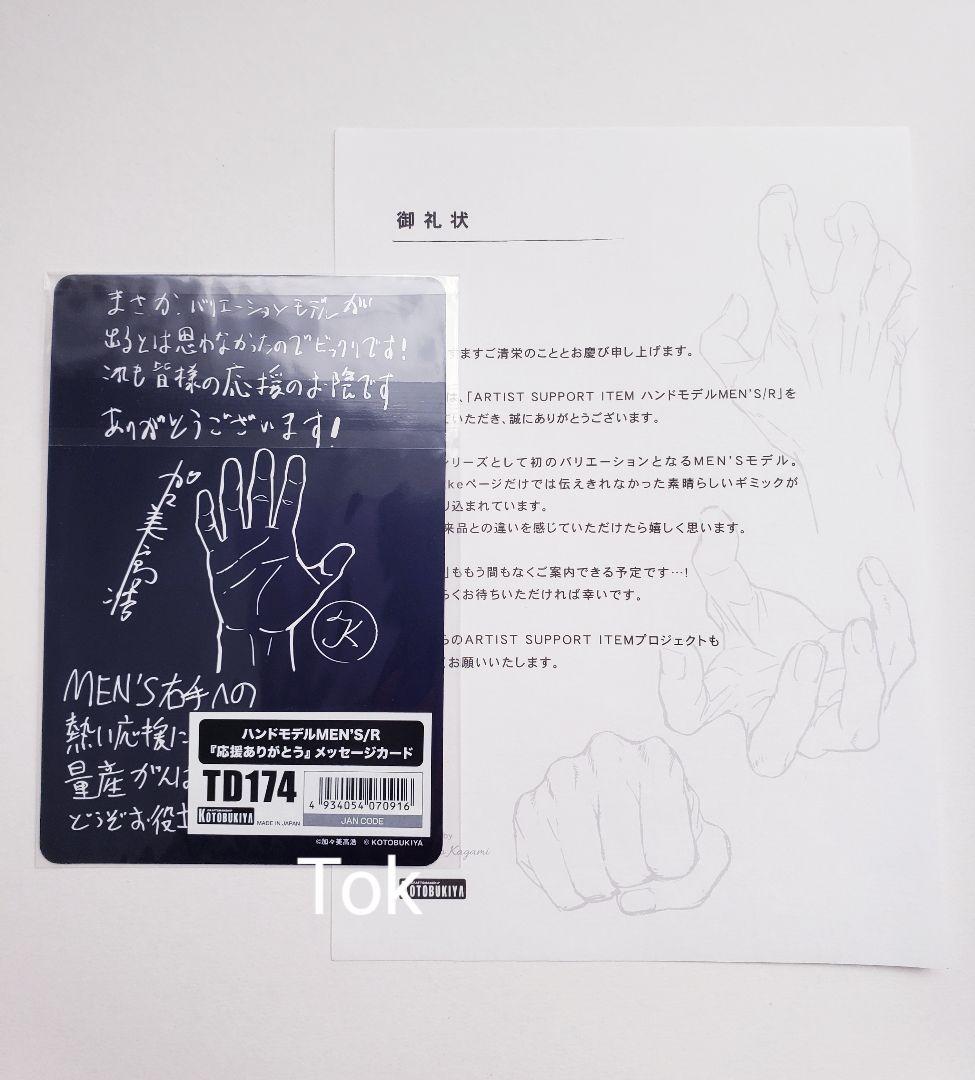 まさか、バリエーションモデルが
出るとは思わなかったのでビックリです!
これも皆様の応援のお陰です
ありがとうございます!
加々美高浩
K
MEN'S右手への
熱い応援に
量産がんば
どうぞお役立
ハンドモデルMEN'S/R
『応援ありがとう』メッセージカード
TD174
4 934054 070916
JAN CODE
KOTOBUKIYA
MADE IN JAPAN
©加々美高浩 © KOTOBUKIYA
御礼状
すますご清栄のこととお慶び申し上げます。
は、「ARTIST SUPPORT ITEM ハンドモデルMEN'S/R」を
ていただき、誠にありがとうございます。
リーズとして初のバリエーションとなるMEN'Sモデル。
keページだけでは伝えきれなかった素晴らしいギミックが
り込まれています。
来品との違いを感じていただけたら嬉しく思います。
」ももう間もなくご案内できる予定です…!
らくお待ちいただければ幸いです。
らのARTIST SUPPORT ITEMプロジェクトも
お願いいたします。
by
Kagami
KOTOBUKIYA
Tok